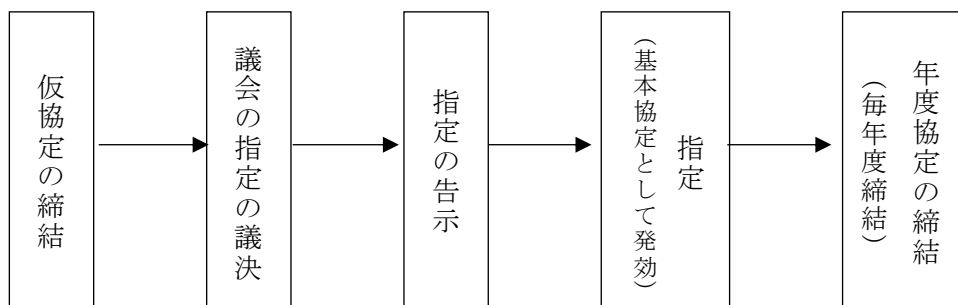 仮協定の締結
議会の指定の議決
指定の告示
指定
(基本協定として発効)
年度協定の締結
(毎年度締結)